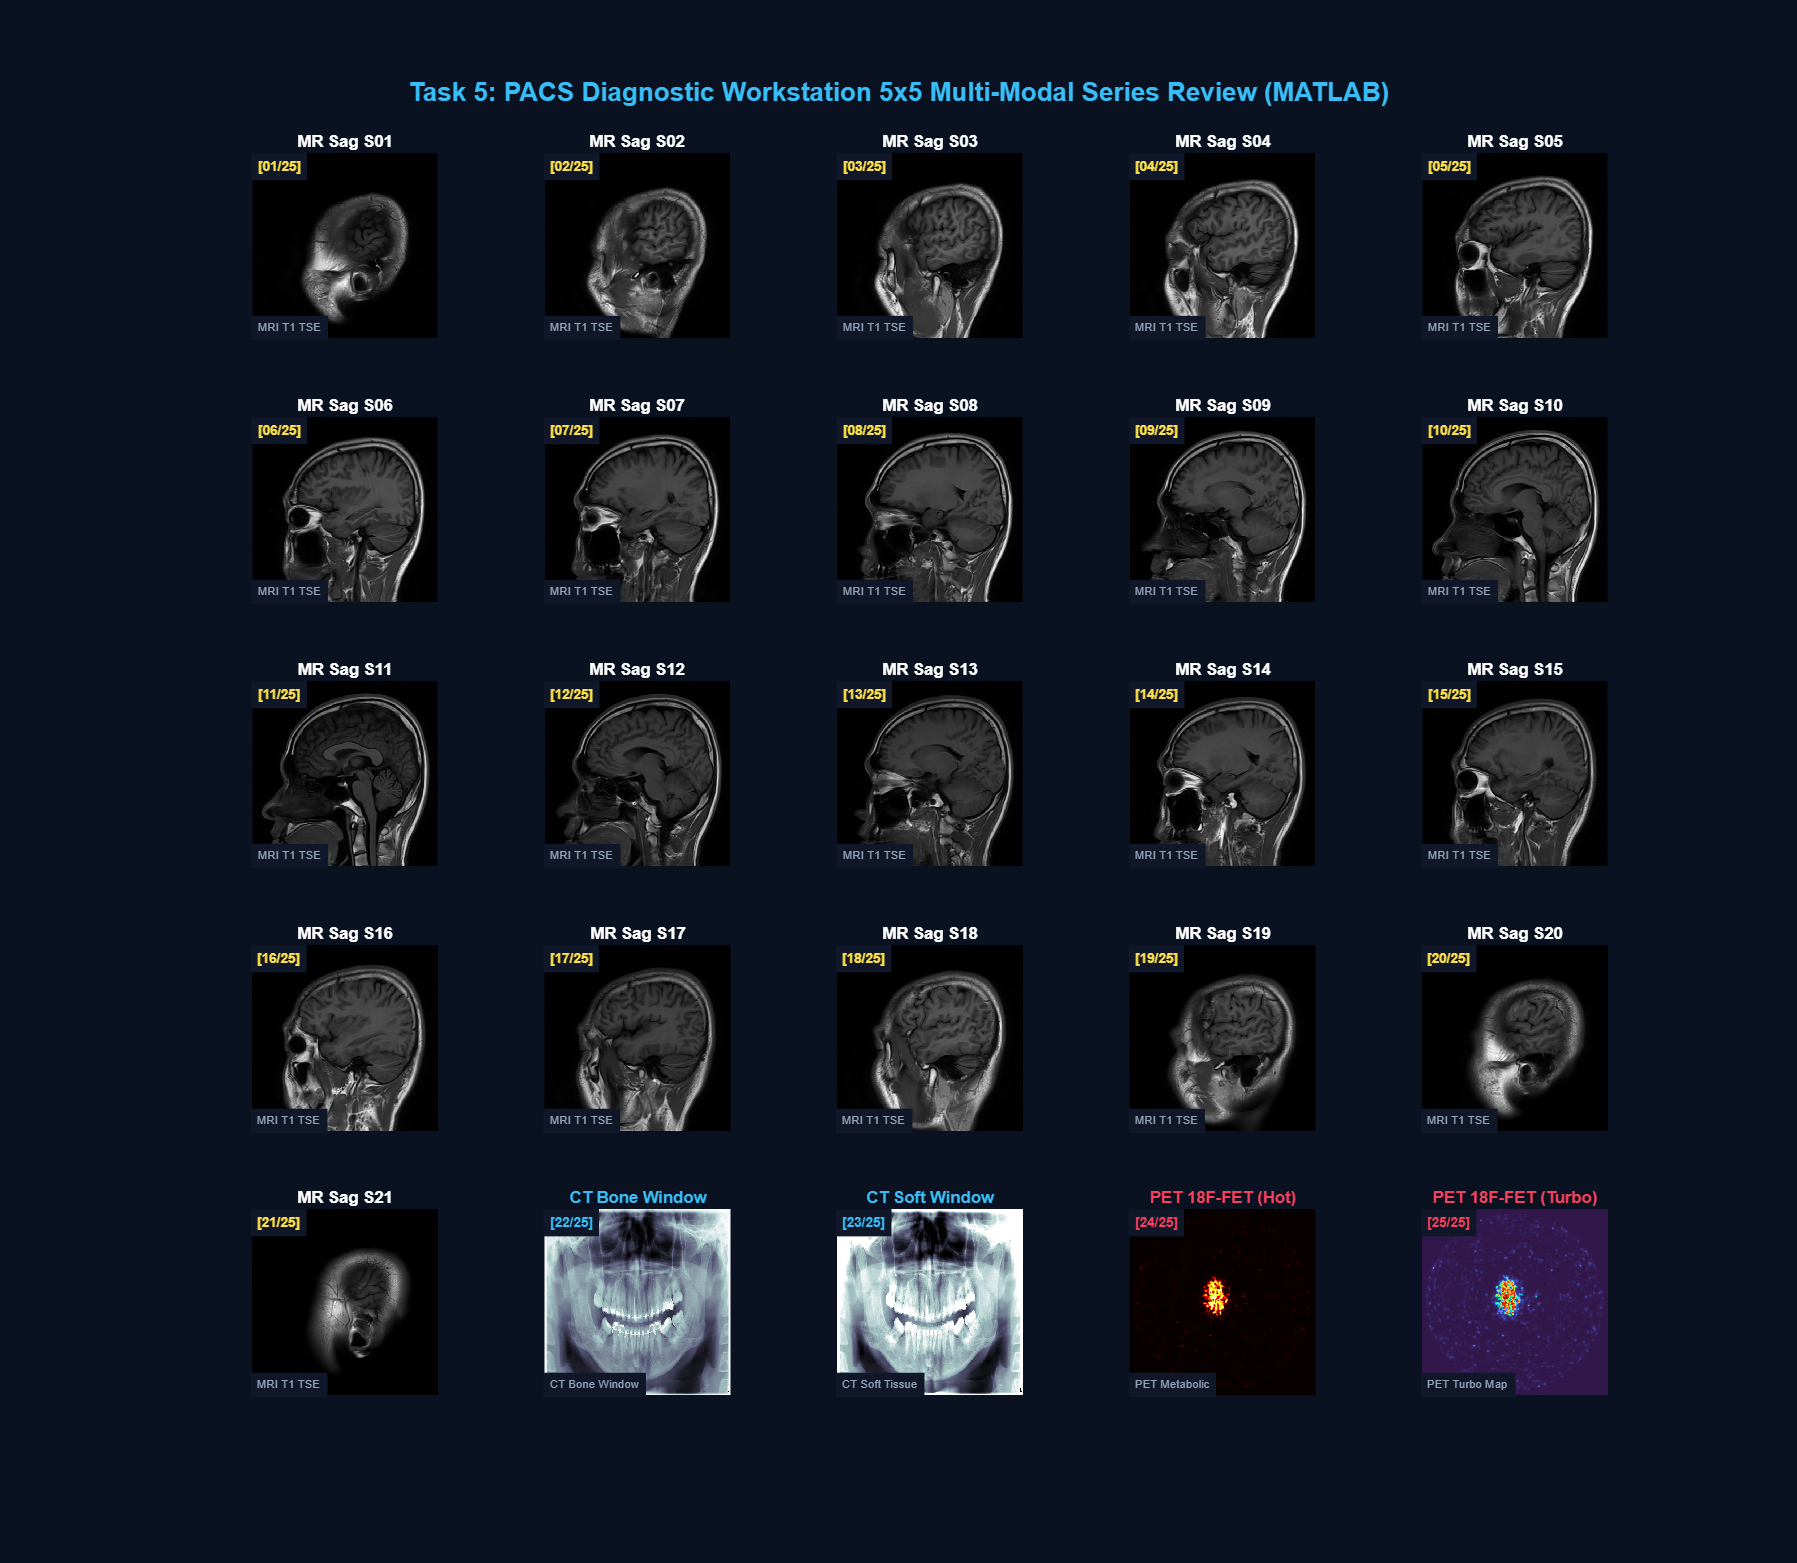 Task 5: PACS Diagnostic Workstation 5x5 Multi-Modal Series Review (MATLAB)
MR Sag S01
[01/25]
MRI T1 TSE
MR Sag S02
[02/25]
MRI T1 TSE
MR Sag S03
[03/25]
MRI T1 TSE
MR Sag S04
[04/25]
MRI T1 TSE
MR Sag S05
[05/25]
MRI T1 TSE
MR Sag S06
[06/25]
MRI T1 TSE
MR Sag S07
[07/25]
MRI T1 TSE
MR Sag S08
[08/25]
MRI T1 TSE
MR Sag S09
[09/25]
MRI T1 TSE
MR Sag S10
[10/25]
MRI T1 TSE
MR Sag S11
[11/25]
MRI T1 TSE
MR Sag S12
[12/25]
MRI T1 TSE
MR Sag S13
[13/25]
MRI T1 TSE
MR Sag S14
[14/25]
MRI T1 TSE
MR Sag S15
[15/25]
MRI T1 TSE
MR Sag S16
[16/25]
MRI T1 TSE
MR Sag S17
[17/25]
MRI T1 TSE
MR Sag S18
[18/25]
MRI T1 TSE
MR Sag S19
[19/25]
MRI T1 TSE
MR Sag S20
[20/25]
MRI T1 TSE
MR Sag S21
[21/25]
MRI T1 TSE
CT Bone Window
[22/25]
CT Bone Window
CT Soft Window
[23/25]
CT Soft Tissue
PET 18F-FET (Hot)
[24/25]
PET Metabolic
PET 18F-FET (Turbo)
[25/25]
PET Turbo Map